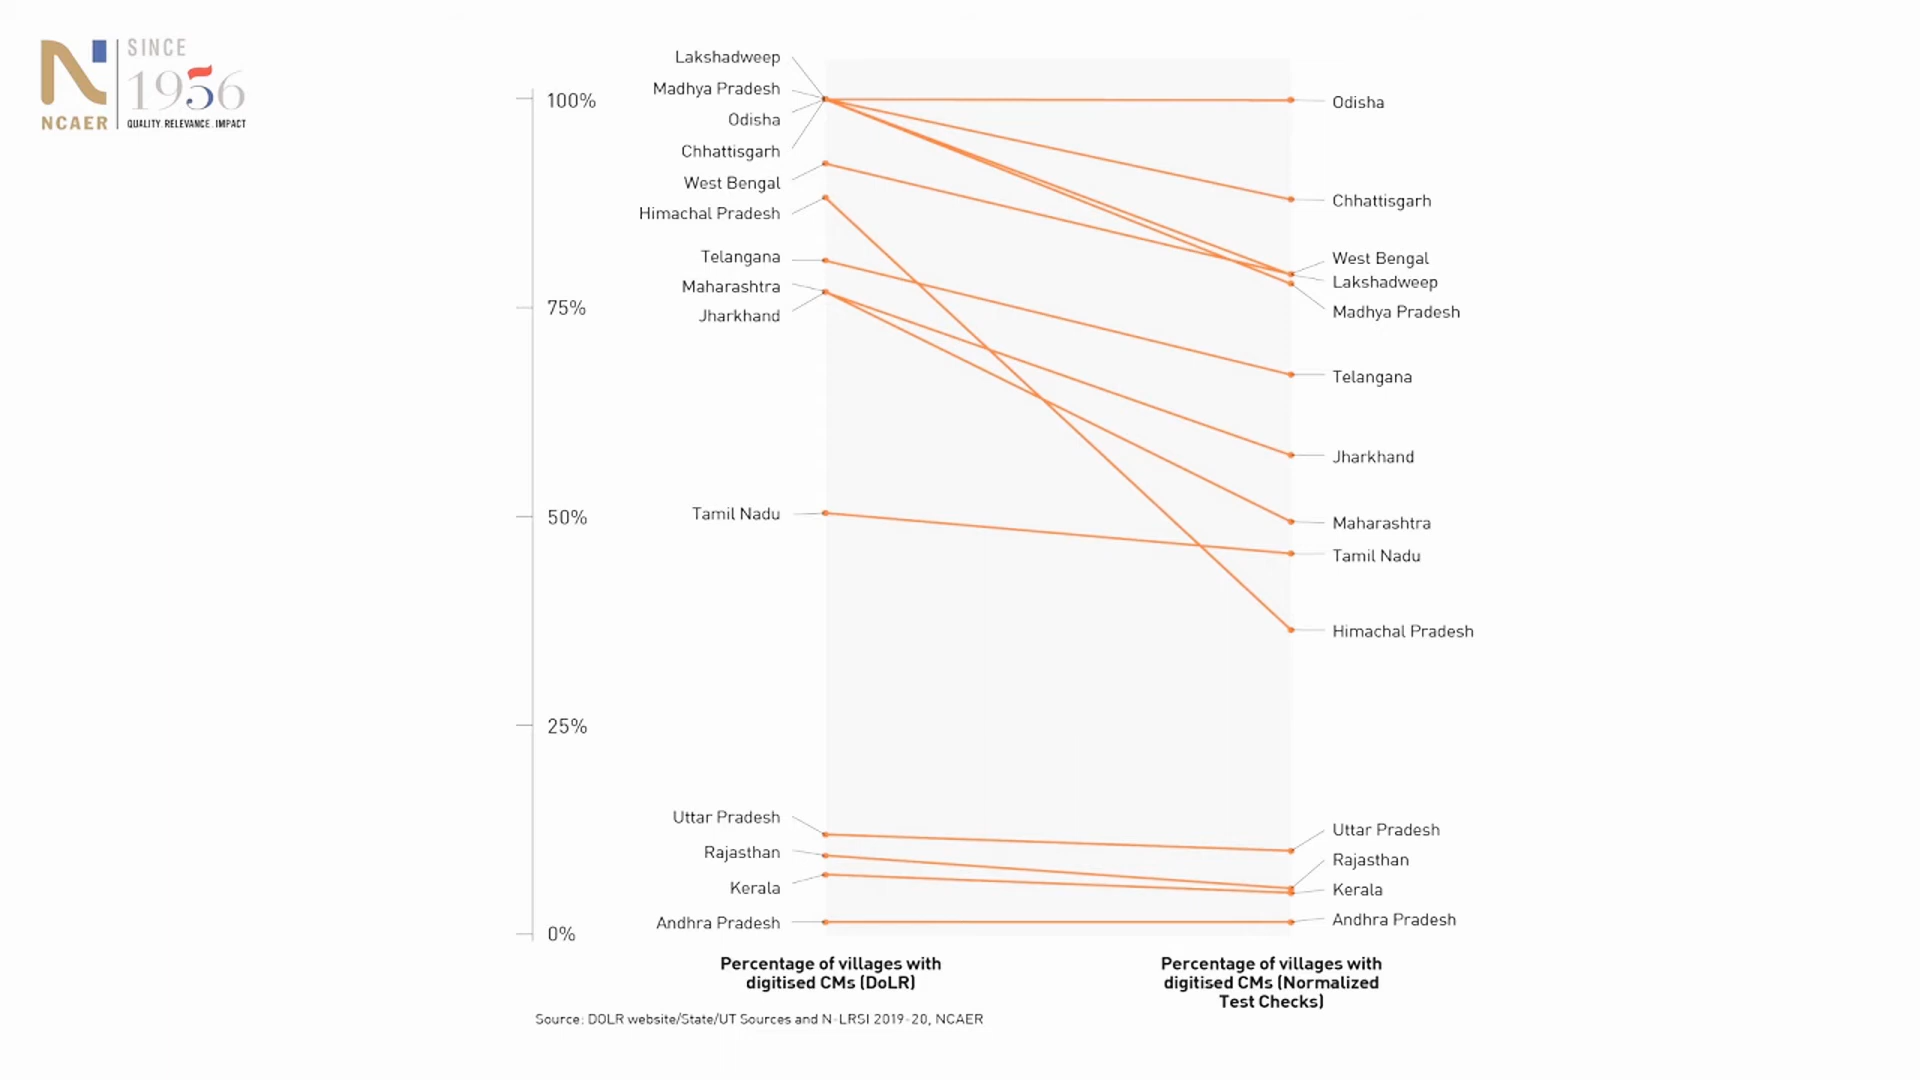 SINCE
1956
NCAER
QUALITY. RELEVANCE. IMPACT
100%
75%
50%
25%
0%
Lakshadweep
Madhya Pradesh
Odisha
Chhattisgarh
West Bengal
Himachal Pradesh
Telangana
Maharashtra
Jharkhand
Tamil Nadu
Uttar Pradesh
Rajasthan
Kerala
Andhra Pradesh
Odisha
Chhattisgarh
West Bengal
Lakshadweep
Madhya Pradesh
Telangana
Jharkhand
Maharashtra
Tamil Nadu
Himachal Pradesh
Uttar Pradesh
Rajasthan
Kerala
Andhra Pradesh
Percentage of villages with
digitised CMs (DoLR)
Percentage of villages with
digitised CMs (Normalized
Test Checks)
Source: DOLR website/State/UT Sources and N-LRSI 2019-20, NCAER